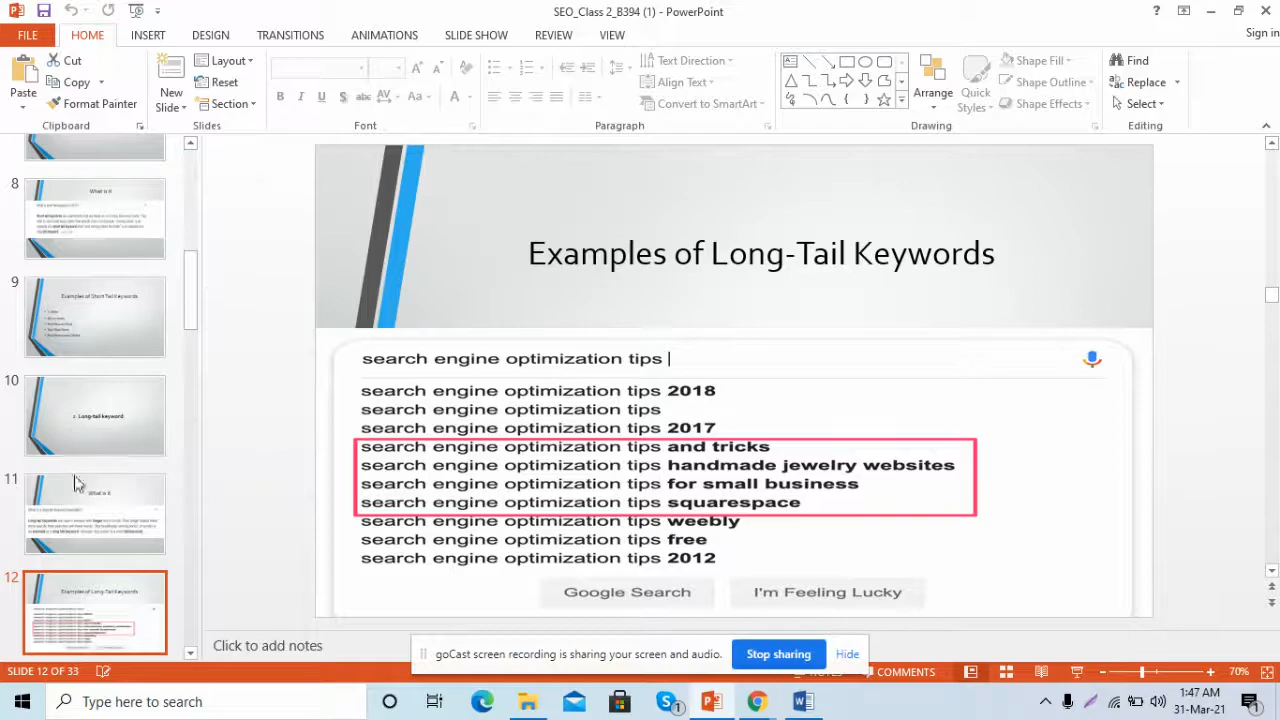 SEO_Class 2_B394 (1) - PowerPoint
FILE HOME INSERT DESIGN TRANSITIONS ANIMATIONS SLIDE SHOW REVIEW VIEW Sign in
Cut
Copy
Format Painter
Paste
Clipboard
New Slide
Layout
Reset
Section
Slides
Font
Text Direction
Align Text
Convert to SmartArt
Paragraph
Arrange
Quick Styles
Shape Fill
Shape Outline
Shape Effects
Drawing
Find
Replace
Select
Editing
8
What is it
9
Examples of Short Tail Keywords
10
2. Long-tail keyword
11
What is it
12
Examples of Long-Tail Keywords
Examples of Long-Tail Keywords
search engine optimization tips
search engine optimization tips 2018
search engine optimization tips
search engine optimization tips 2017
search engine optimization tips and tricks
search engine optimization tips handmade jewelry websites
search engine optimization tips for small business
search engine optimization tips squarespace
search engine optimization tips weebly
search engine optimization tips free
search engine optimization tips 2012
Google Search I'm Feeling Lucky
Click to add notes
goCast screen recording is sharing your screen and audio. Stop sharing Hide
SLIDE 12 OF 33 COMMENTS 70%
Type here to search
1:47 AM
31-Mar-21